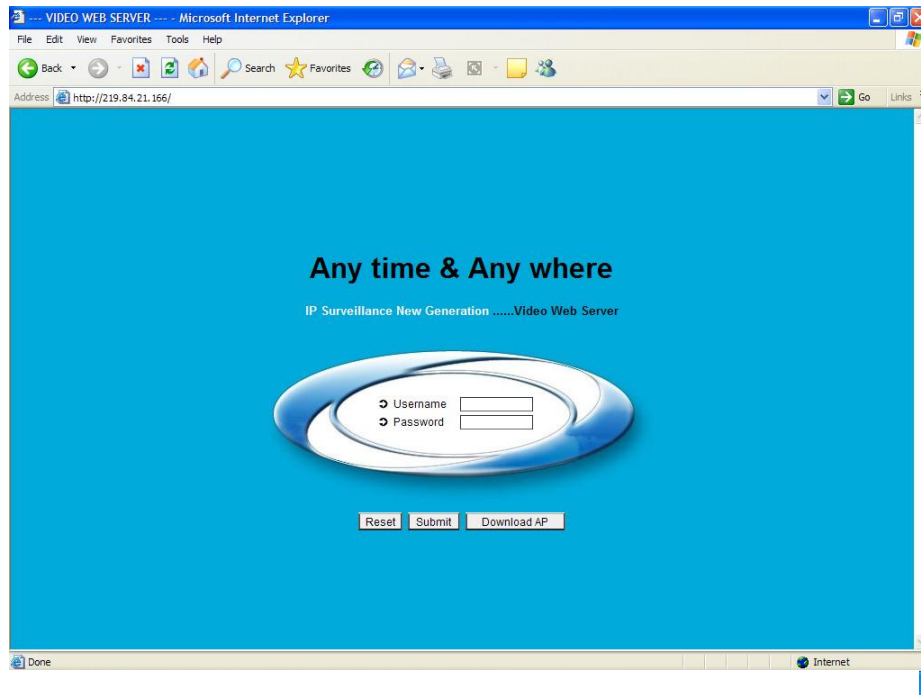 --- VIDEO WEB SERVER --- - Microsoft Internet Explorer
File Edit View Favorites Tools Help
Back Search Favorites
Address http://219.84.21.166/ Go Links
Any time & Any where
IP Surveillance New Generation ......Video Web Server
Username
Password
Reset Submit Download AP
Done Internet